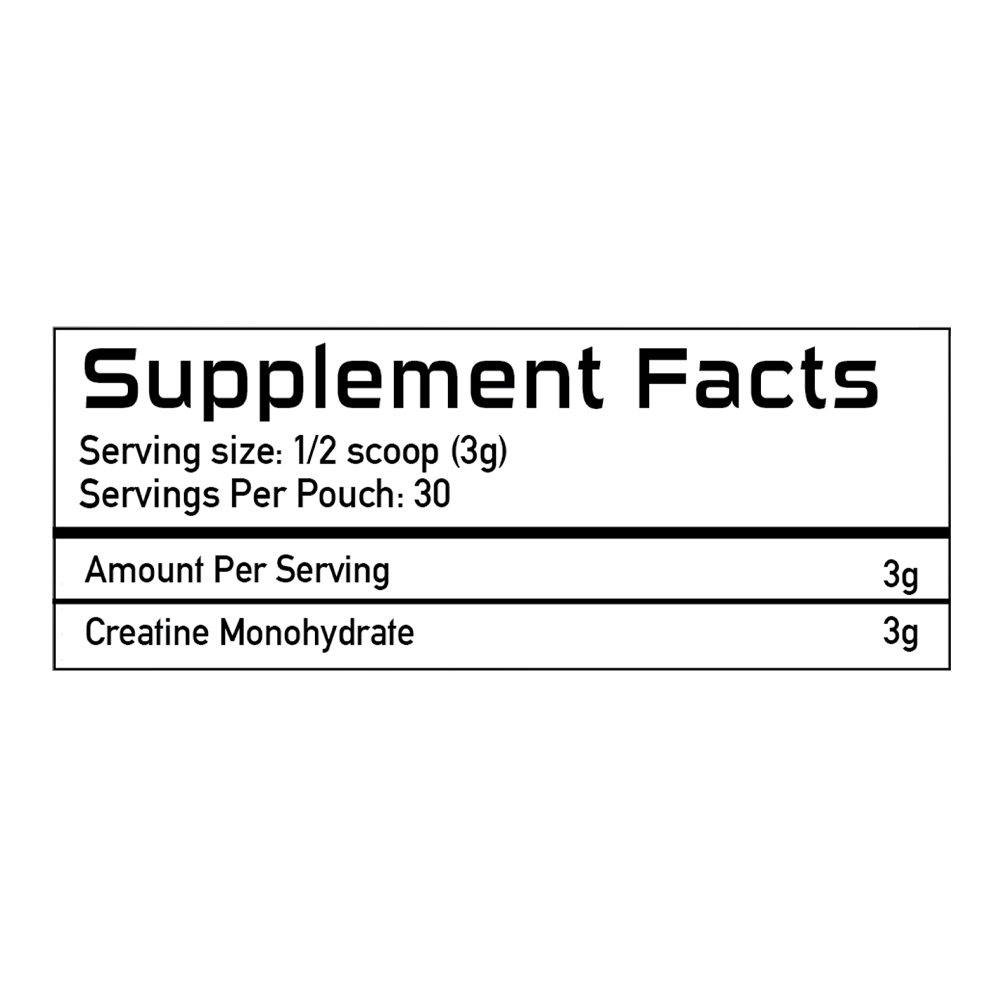 Supplement Facts
Serving size: 1/2 scoop (3g)
Servings Per Pouch: 30
Amount Per Serving 3g
Creatine Monohydrate 3g